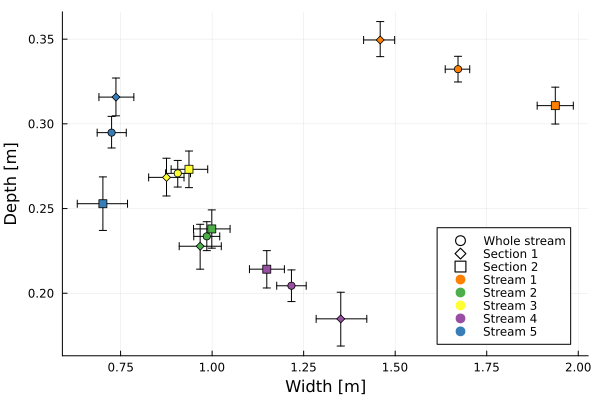 0.35
0.30
0.25
0.20
Depth [m]
0.75
1.00
1.25
1.50
1.75
2.00
Width [m]
Whole stream
Section 1
Section 2
Stream 1
Stream 2
Stream 3
Stream 4
Stream 5